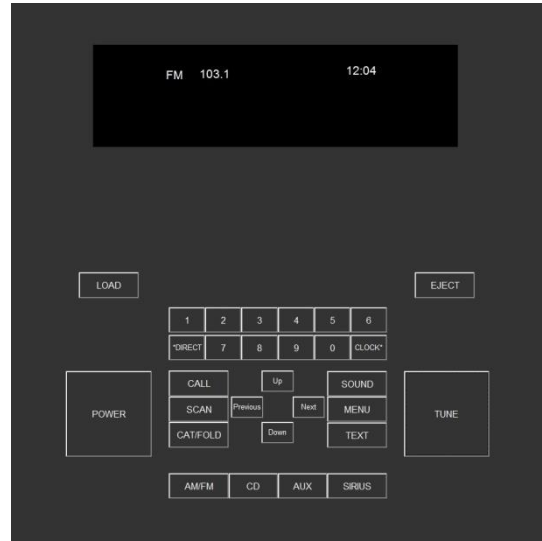 FM 103.1 12:04
LOAD EJECT
1 2 3 4 5 6
*DIRECT 7 8 9 0 CLOCK*
CALL Up SOUND
POWER SCAN Previous Next MENU TUNE
CAT/FOLD Down TEXT
AM/FM CD AUX SIRIUS